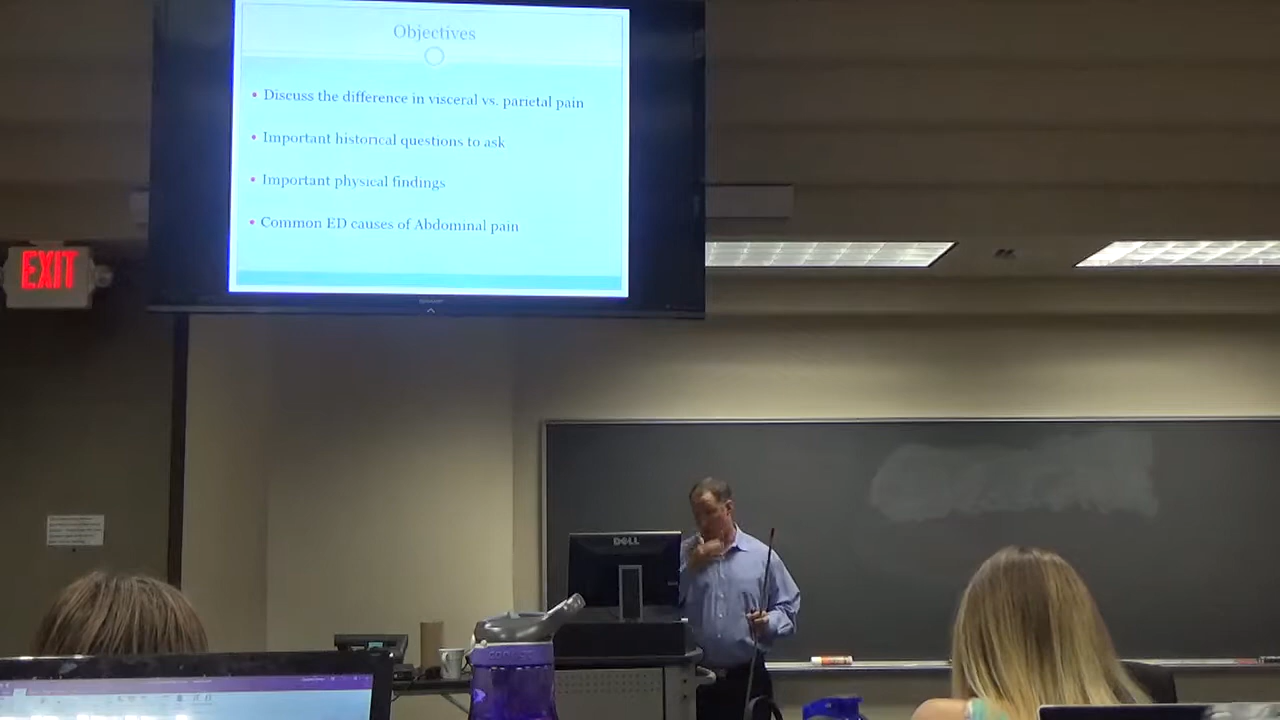 Objectives
• Discuss the difference in visceral vs. parietal pain
• Important historical questions to ask
• Important physical findings
• Common ED causes of Abdominal pain
EXIT
SHARP
DELL